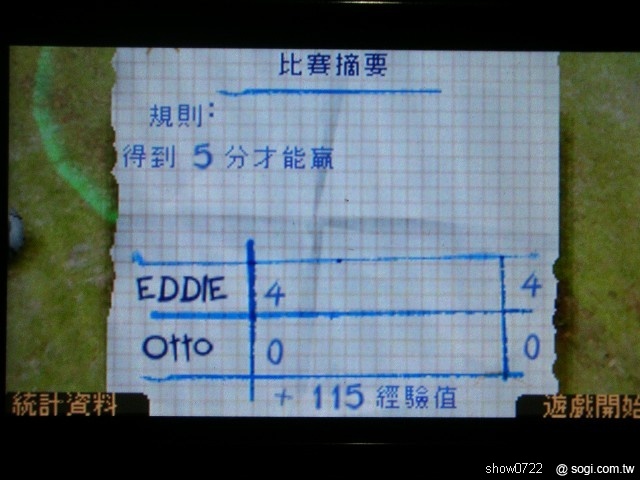 比賽摘要
規則:
得到 5 分才能贏
EDDIE 4 4
Otto 0 0
+ 115 經驗值
統計資料 遊戲開始
show0722 @ sogi.com.tw